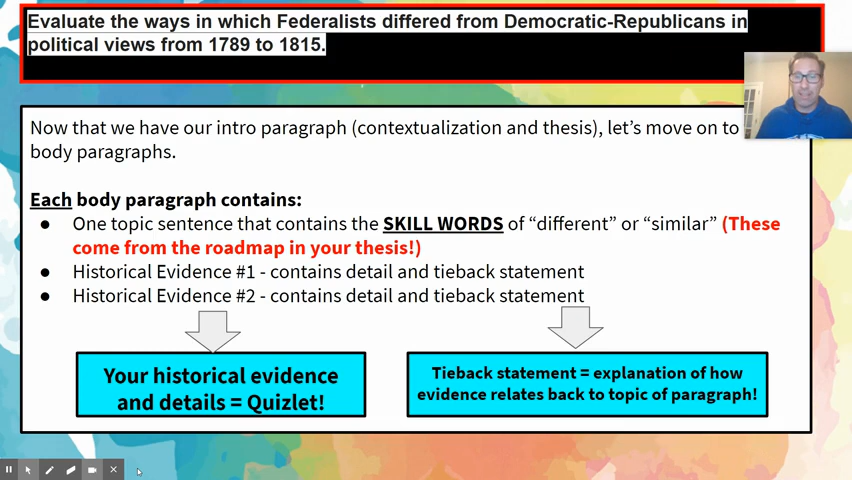 Evaluate the ways in which Federalists differed from Democratic-Republicans in
political views from 1789 to 1815.
Now that we have our intro paragraph (contextualization and thesis), let's move on to
body paragraphs.
Each body paragraph contains:
● One topic sentence that contains the SKILL WORDS of “different” or “similar” (These
come from the roadmap in your thesis!)
● Historical Evidence #1 - contains detail and tieback statement
● Historical Evidence #2 - contains detail and tieback statement
Your historical evidence
and details = Quizlet!
Tieback statement = explanation of how
evidence relates back to topic of paragraph!